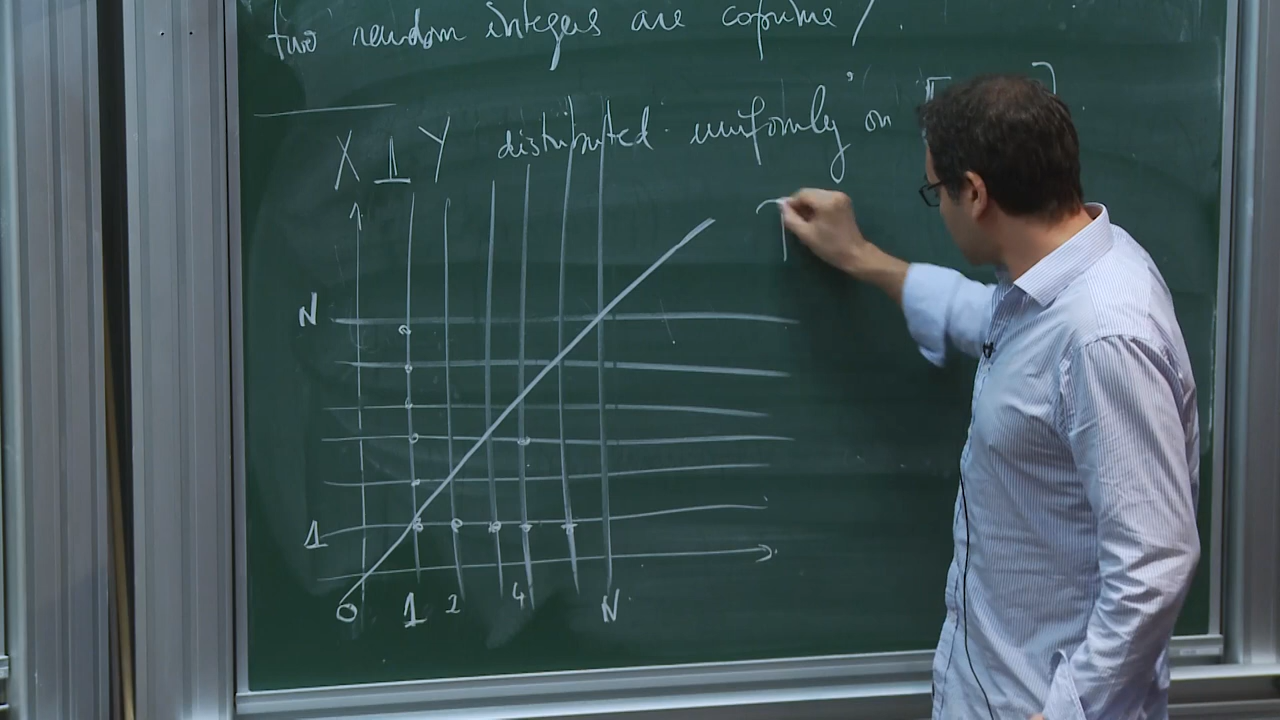 two random integers are coprime /.
X ⊥ Y distributed uniformly on [ ]
N
1
0 1 2 4 N